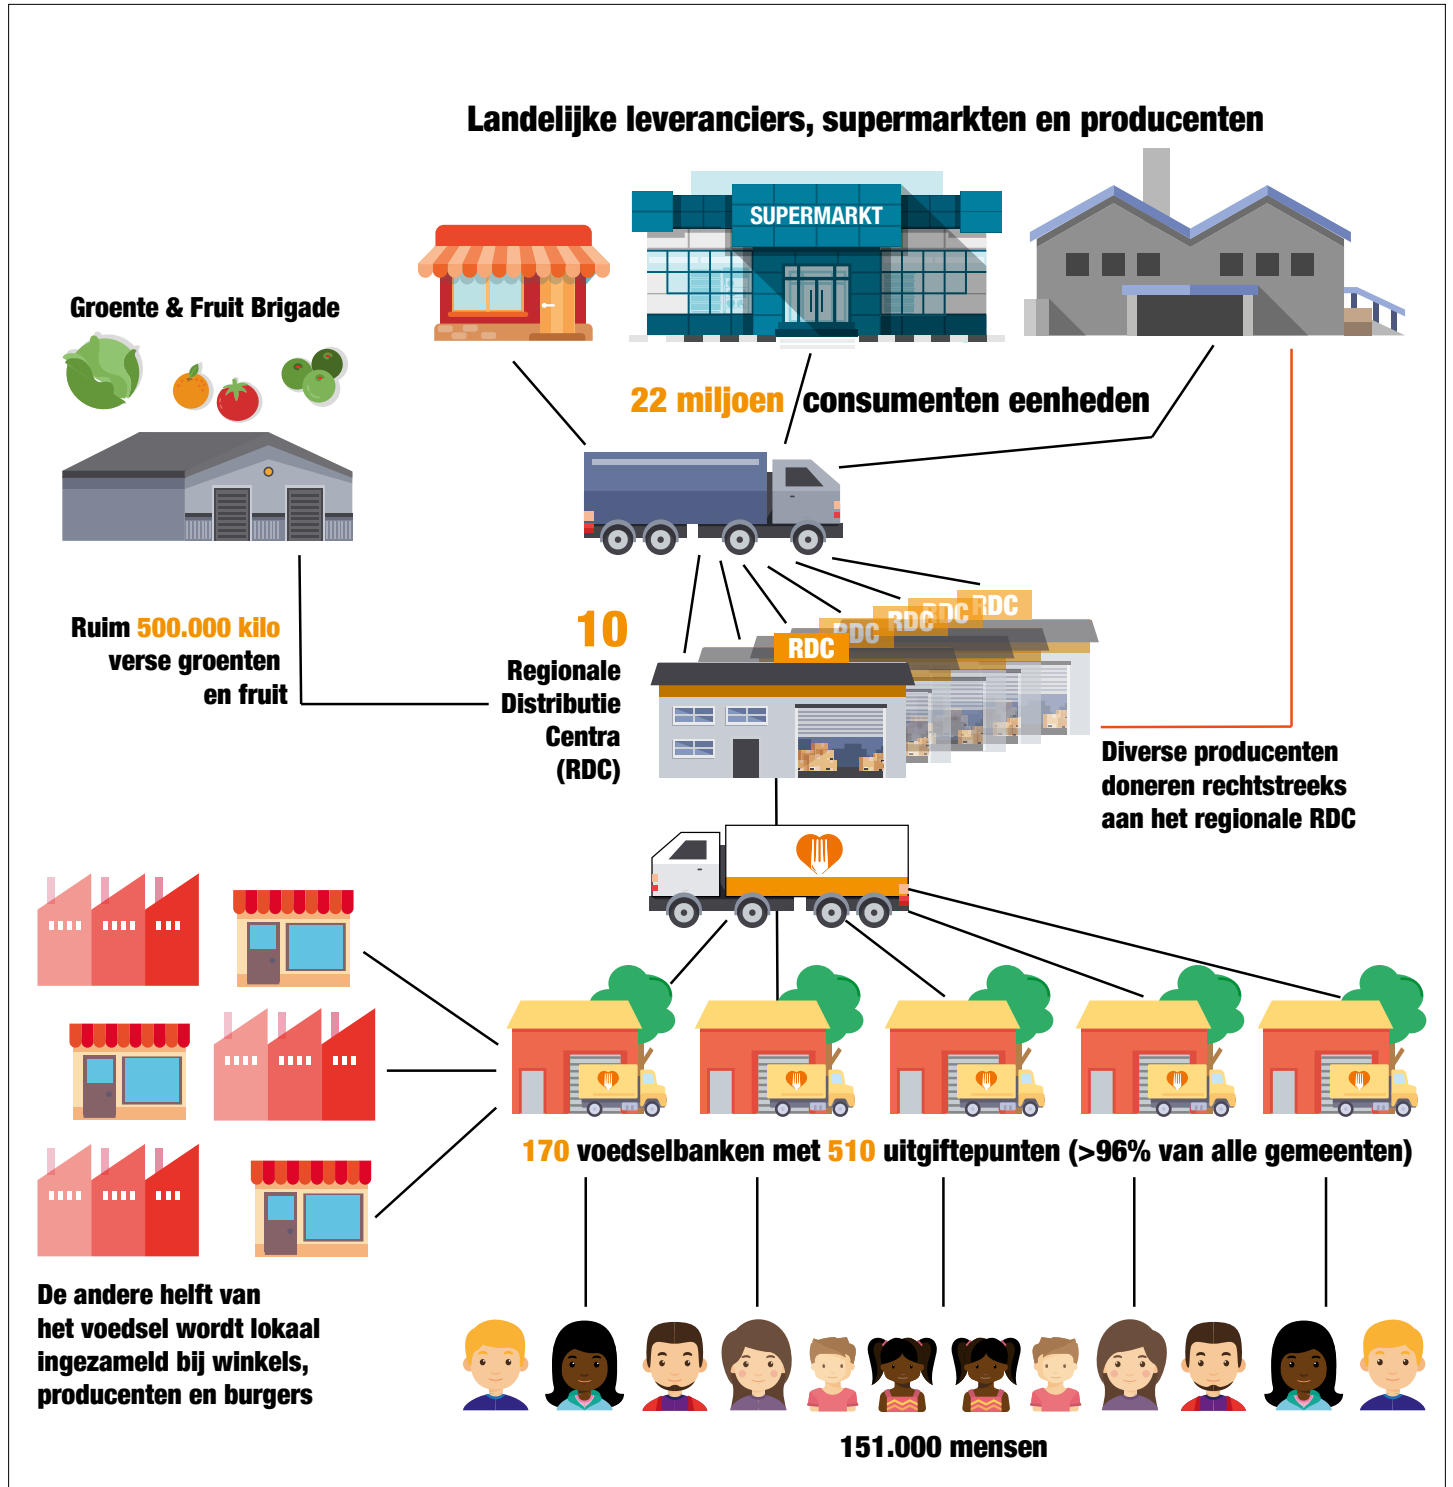 Landelijke leveranciers, supermarkten en producenten
SUPERMARKT
Groente & Fruit Brigade
22 miljoen consumenten eenheden
Ruim 500.000 kilo
verse groenten
en fruit
10
Regionale
Distributie
Centra
(RDC)
RDC
RDC
RDC
RDC
RDC
Diverse producenten
doneren rechtstreeks
aan het regionale RDC
170 voedselbanken met 510 uitgiftepunten (>96% van alle gemeenten)
De andere helft van
het voedsel wordt lokaal
ingezameld bij winkels,
producenten en burgers
151.000 mensen